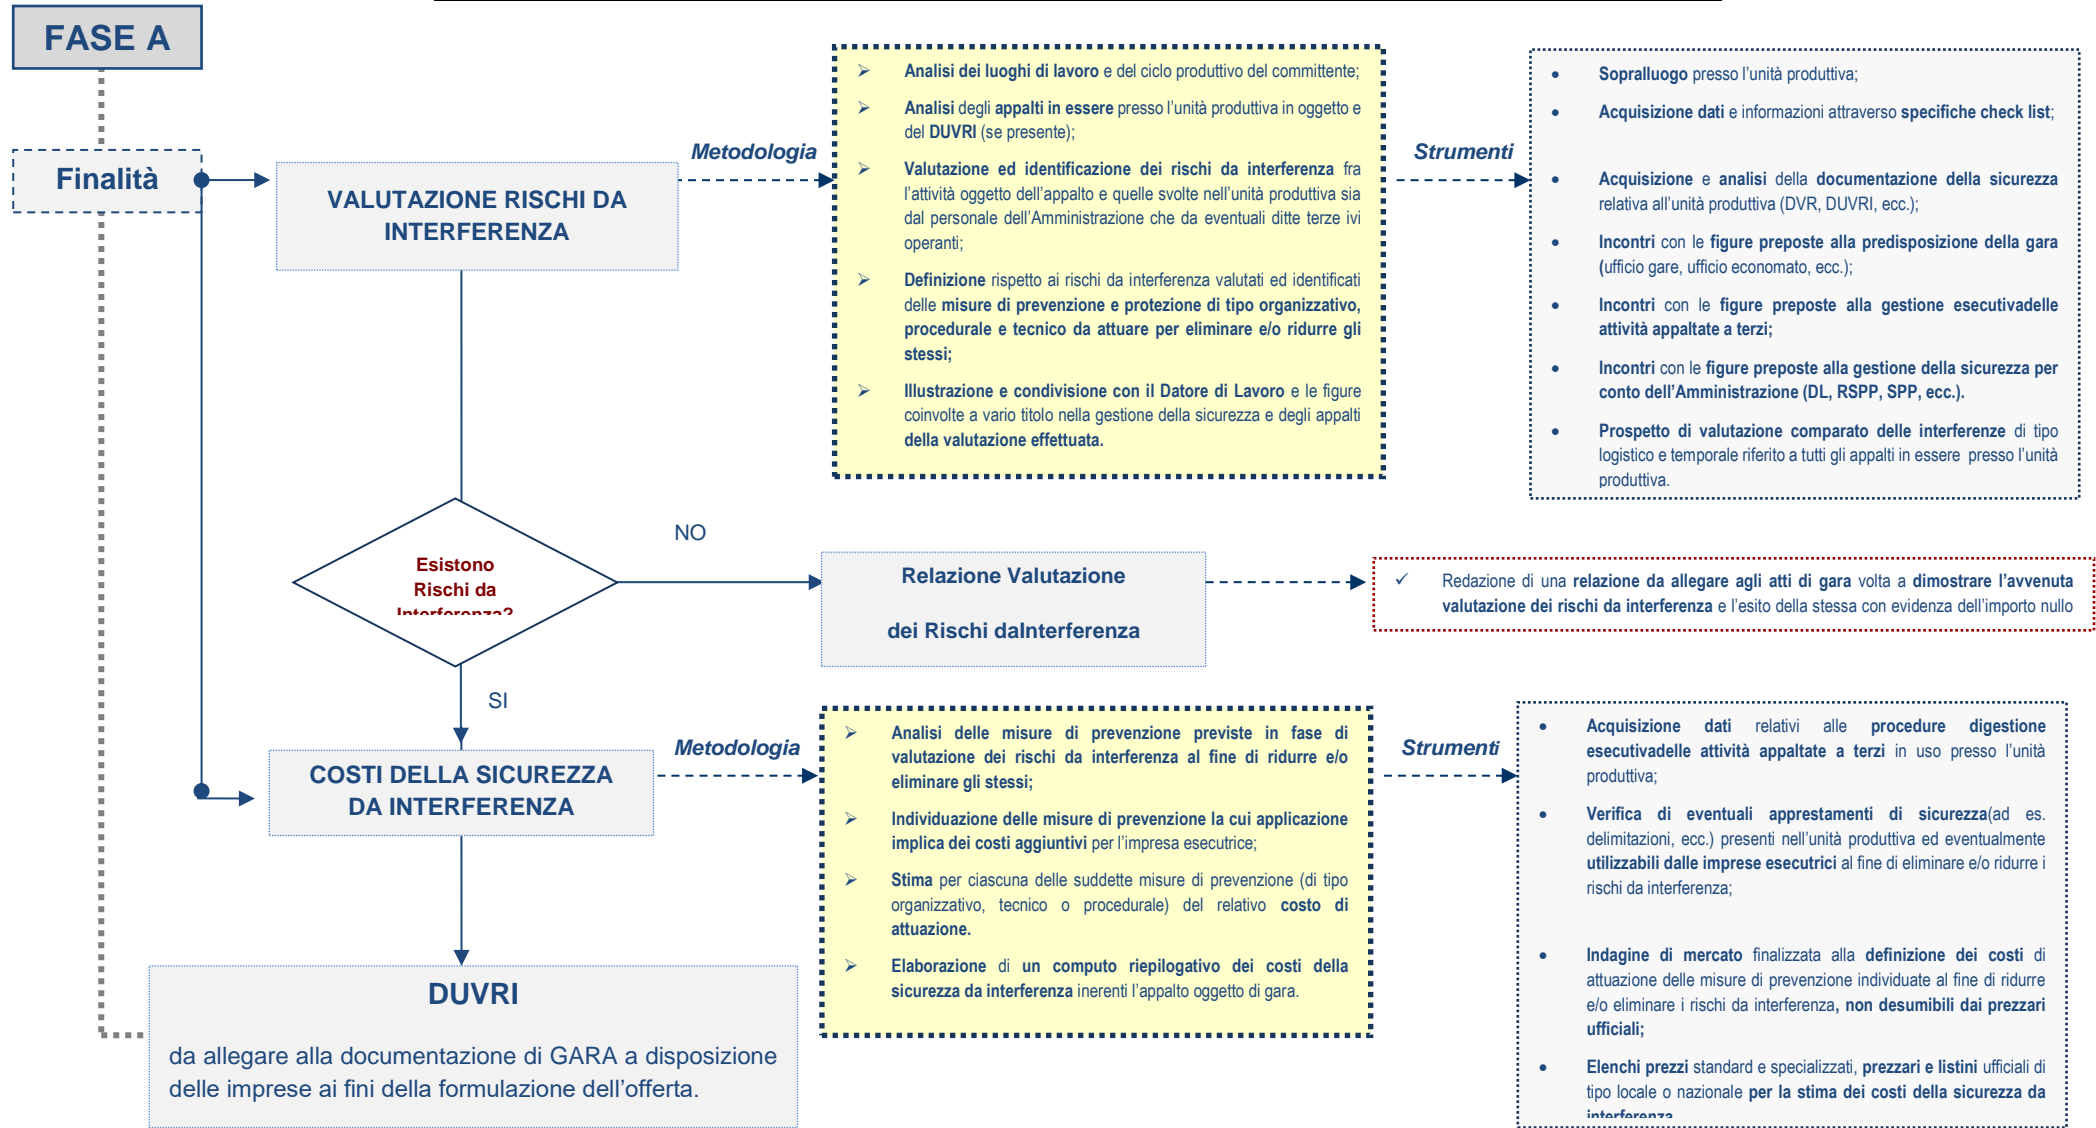 FASE A
Finalità
VALUTAZIONE RISCHI DA
INTERFERENZA
Metodologia
➢ Analisi dei luoghi di lavoro e del ciclo produttivo del committente;
➢ Analisi degli appalti in essere presso l'unità produttiva in oggetto e
del DUVRI (se presente);
➢ Valutazione ed identificazione dei rischi da interferenza fra
l'attività oggetto dell'appalto e quelle svolte nell'unità produttiva sia
dal personale dell'Amministrazione che da eventuali ditte terze ivi
operanti;
➢ Definizione rispetto ai rischi da interferenza valutati ed identificati
delle misure di prevenzione e protezione di tipo organizzativo,
procedurale e tecnico da attuare per eliminare e/o ridurre gli
stessi;
➢ Illustrazione e condivisione con il Datore di Lavoro e le figure
coinvolte a vario titolo nella gestione della sicurezza e degli appalti
della valutazione effettuata.
Strumenti
• Sopralluogo presso l'unità produttiva;
• Acquisizione dati e informazioni attraverso specifiche check list;
• Acquisizione e analisi della documentazione della sicurezza
relativa all'unità produttiva (DVR, DUVRI, ecc.);
• Incontri con le figure preposte alla predisposizione della gara
(ufficio gare, ufficio economato, ecc.);
• Incontri con le figure preposte alla gestione esecutivadelle
attività appaltate a terzi;
• Incontri con le figure preposte alla gestione della sicurezza per
conto dell'Amministrazione (DL, RSPP, SPP, ecc.).
• Prospetto di valutazione comparato delle interferenze di tipo
logistico e temporale riferito a tutti gli appalti in essere presso l'unità
produttiva.
Esistono
Rischi da
Interferenza?
NO
Relazione Valutazione
dei Rischi daInterferenza
✓ Redazione di una relazione da allegare agli atti di gara volta a dimostrare l'avvenuta
valutazione dei rischi da interferenza e l'esito della stessa con evidenza dell'importo nullo
SI
COSTI DELLA SICUREZZA
DA INTERFERENZA
Metodologia
➢ Analisi delle misure di prevenzione previste in fase di
valutazione dei rischi da interferenza al fine di ridurre e/o
eliminare gli stessi;
➢ Individuazione delle misure di prevenzione la cui applicazione
implica dei costi aggiuntivi per l'impresa esecutrice;
➢ Stima per ciascuna delle suddette misure di prevenzione (di tipo
organizzativo, tecnico o procedurale) del relativo costo di
attuazione.
➢ Elaborazione di un computo riepilogativo dei costi della
sicurezza da interferenza inerenti l'appalto oggetto di gara.
Strumenti
• Acquisizione dati relativi alle procedure digestione
esecutivadelle attività appaltate a terzi in uso presso l'unità
produttiva;
• Verifica di eventuali apprestamenti di sicurezza(ad es.
delimitazioni, ecc.) presenti nell'unità produttiva ed eventualmente
utilizzabili dalle imprese esecutrici al fine di eliminare e/o ridurre i
rischi da interferenza;
• Indagine di mercato finalizzata alla definizione dei costi di
attuazione delle misure di prevenzione individuate al fine di ridurre
e/o eliminare i rischi da interferenza, non desumibili dai prezzari
ufficiali;
• Elenchi prezzi standard e specializzati, prezzari e listini ufficiali di
tipo locale o nazionale per la stima dei costi della sicurezza da
interferenza
DUVRI
da allegare alla documentazione di GARA a disposizione
delle imprese ai fini della formulazione dell'offerta.